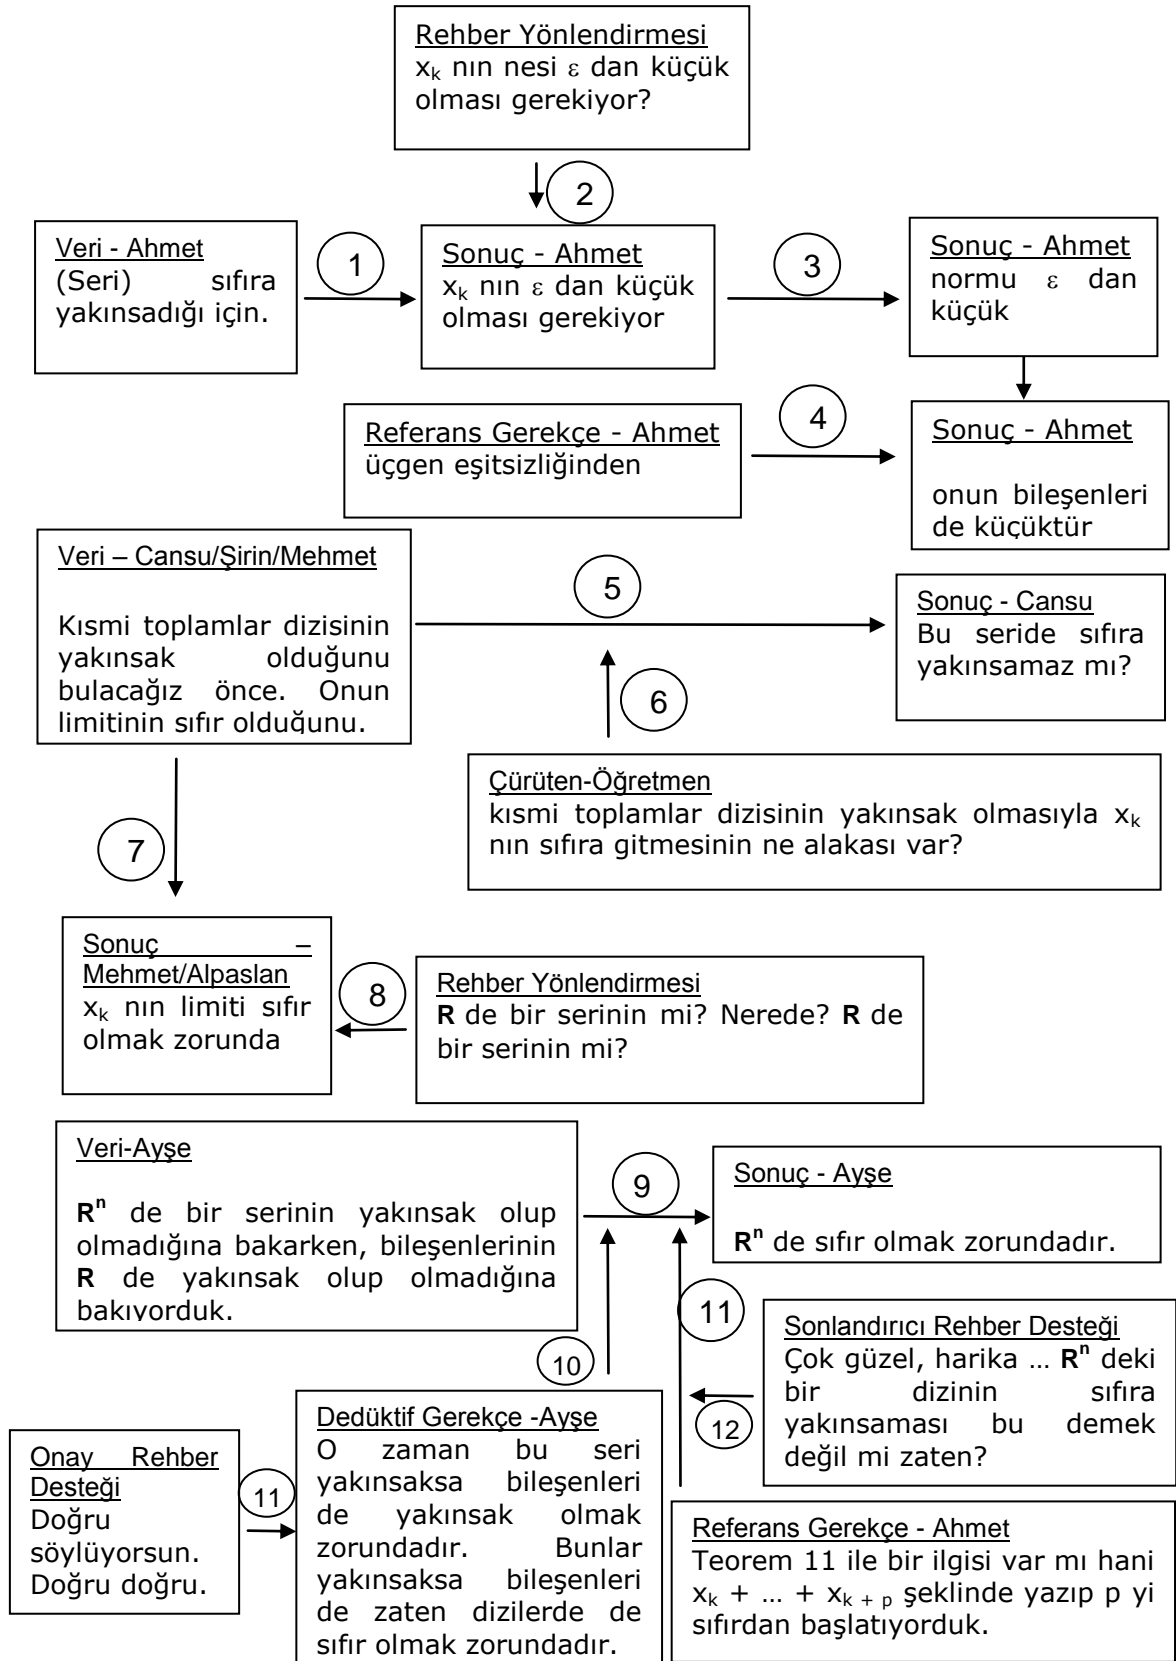 Rehber Yönlendirmesi
xk nın nesi ε dan küçük
olması gerekiyor?
2
Veri - Ahmet
(Seri) sıfıra
yakınsadığı için.
1
Sonuç - Ahmet
xk nın ε dan küçük
olması gerekiyor
3
Sonuç - Ahmet
normu ε dan
küçük
Referans Gerekçe - Ahmet
üçgen eşitsizliğinden
4
Sonuç - Ahmet
onun bileşenleri
de küçüktür
Veri – Cansu/Şirin/Mehmet
Kısmi toplamlar dizisinin
yakınsak olduğunu
bulacağız önce. Onun
limitinin sıfır olduğunu.
5
Sonuç - Cansu
Bu seride sıfıra
yakınsamaz mı?
6
Çürüten-Öğretmen
kısmi toplamlar dizisinin yakınsak olmasıyla xk
nın sıfıra gitmesinin ne alakası var?
7
Sonuç –
Mehmet/Alpaslan
xk nın limiti sıfır
olmak zorunda
8
Rehber Yönlendirmesi
R de bir serinin mi? Nerede? R de
bir serinin mi?
Veri-Ayşe
Rn de bir serinin yakınsak olup
olmadığına bakarken, bileşenlerinin
R de yakınsak olup olmadığına
bakıyorduk.
9
Sonuç - Ayşe
Rn de sıfır olmak zorundadır.
10
11
Sonlandırıcı Rehber Desteği
Çok güzel, harika … Rn deki
bir dizinin sıfıra
yakınsaması bu demek
değil mi zaten?
12
Onay Rehber
Desteği
Doğru
söylüyorsun.
Doğru doğru.
11
Dedüktif Gerekçe -Ayşe
O zaman bu seri
yakınsaksa bileşenleri
de yakınsak olmak
zorundadır. Bunlar
yakınsaksa bileşenleri
de zaten dizilerde de
sıfır olmak zorundadır.
Referans Gerekçe - Ahmet
Teorem 11 ile bir ilgisi var mı hani
xk + … + xk + p şeklinde yazıp p yi
sıfırdan başlatıyorduk.